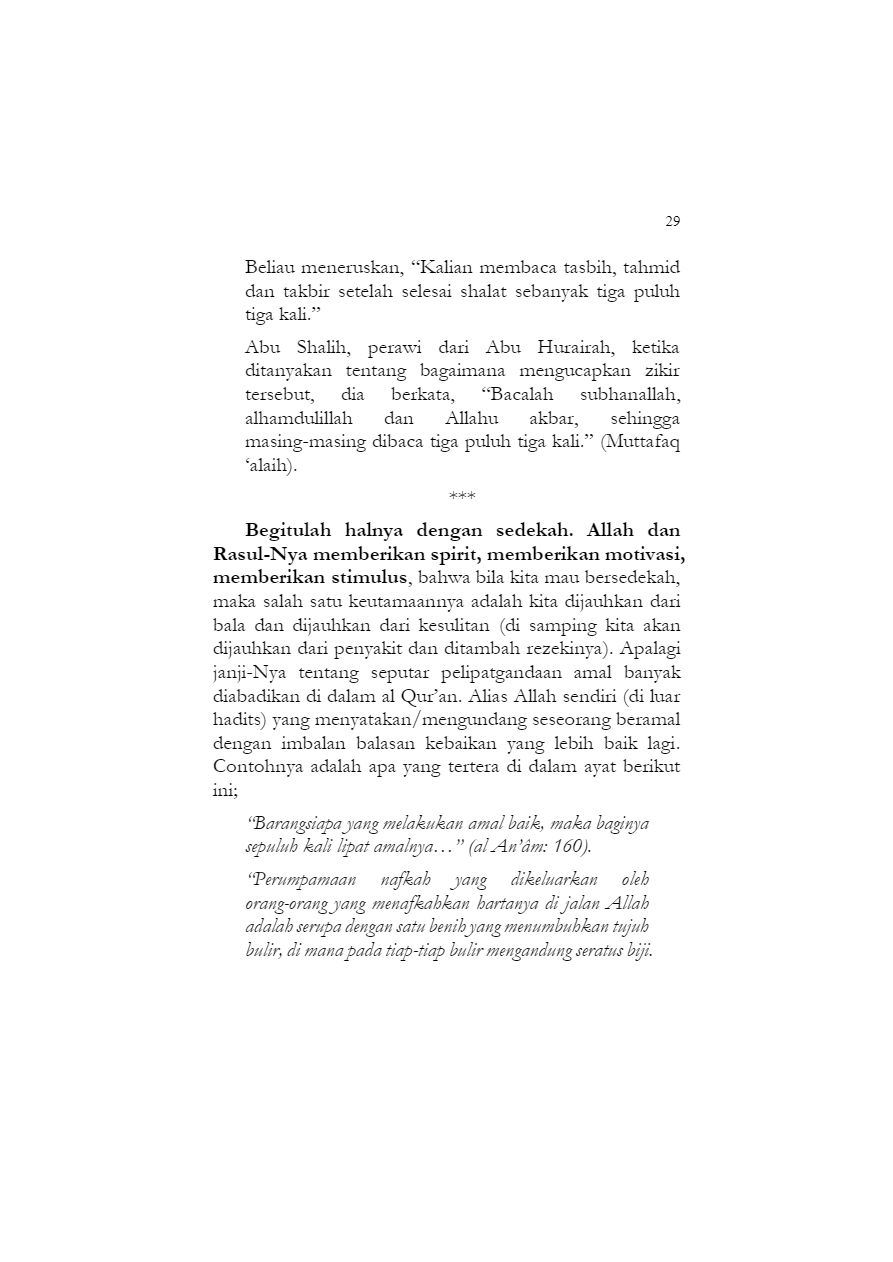 29
Beliau meneruskan, “Kalian membaca tasbih, tahmid
dan takbir setelah selesai shalat sebanyak tiga puluh
tiga kali.”
Abu Shalih, perawi dari Abu Hurairah, ketika
ditanyakan tentang bagaimana mengucapkan zikir
tersebut, dia berkata, “Bacalah subhanallah,
alhamdulillah dan Allahu akbar, sehingga
masing-masing dibaca tiga puluh tiga kali.” (Muttafaq
‘alaih).
***
Begitulah halnya dengan sedekah. Allah dan
Rasul-Nya memberikan spirit, memberikan motivasi,
memberikan stimulus, bahwa bila kita mau bersedekah,
maka salah satu keutamaannya adalah kita dijauhkan dari
bala dan dijauhkan dari kesulitan (di samping kita akan
dijauhkan dari penyakit dan ditambah rezekinya). Apalagi
janji-Nya tentang seputar pelipatgandaan amal banyak
diabadikan di dalam al Qur’an. Alias Allah sendiri (di luar
hadits) yang menyatakan/mengundang seseorang beramal
dengan imbalan balasan kebaikan yang lebih baik lagi.
Contohnya adalah apa yang tertera di dalam ayat berikut
ini;
“Barangsiapa yang melakukan amal baik, maka baginya
sepuluh kali lipat amalnya…” (al An’âm: 160).
“Perumpamaan nafkah yang dikeluarkan oleh
orang-orang yang menafkahkan hartanya di jalan Allah
adalah serupa dengan satu benih yang menumbuhkan tujuh
bulir, di mana pada tiap-tiap bulir mengandung seratus biji.